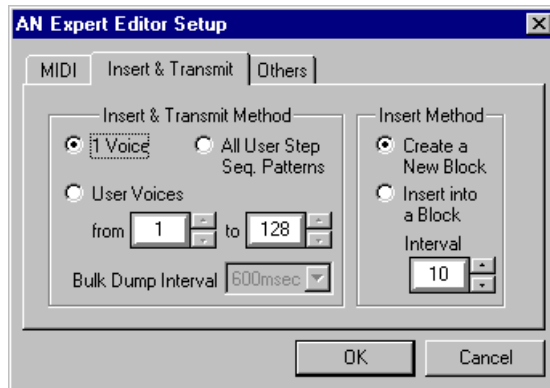 AN Expert Editor Setup
MIDI
Insert & Transmit
Others
Insert & Transmit Method
1 Voice
All User Step
Seq. Patterns
User Voices
from 1 to 128
Bulk Dump Interval 600msec
Insert Method
Create a
New Block
Insert into
a Block
Interval
10
OK
Cancel